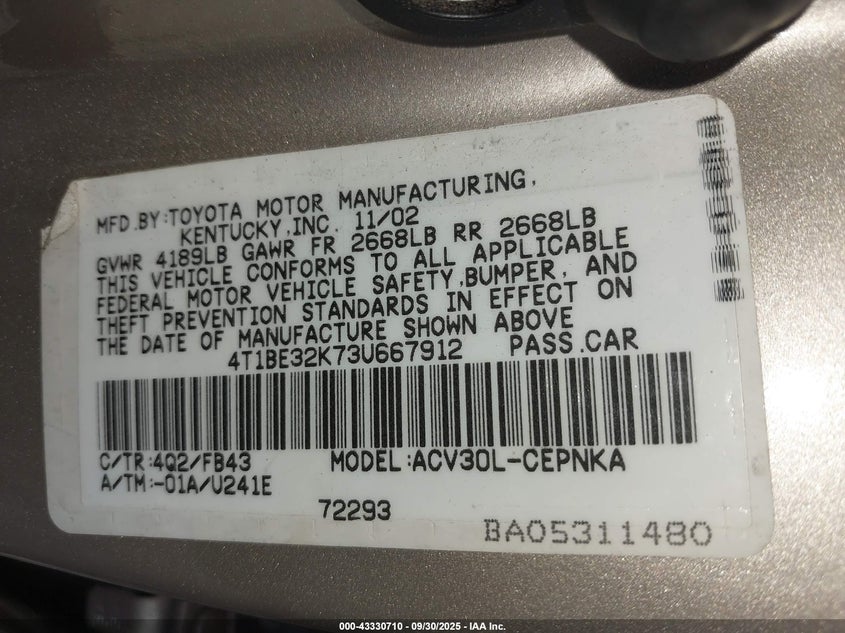 MFD.BY:TOYOTA MOTOR MANUFACTURING,
KENTUCKY,INC. 11/02
GVWR 4189LB GAWR FR 2668LB RR 2668LB
THIS VEHICLE CONFORMS TO ALL APPLICABLE
FEDERAL MOTOR VEHICLE SAFETY,BUMPER, AND
THEFT PREVENTION STANDARDS IN EFFECT ON
THE DATE OF MANUFACTURE SHOWN ABOVE
4T1BE32K73U667912 PASS.CAR
C/TR:4Q2/FB43 MODEL:ACV30L-CEPNKA
A/TM:-01A/U241E
72293
BA05311480
000-43330710 - 09/30/2025 - IAA Inc.